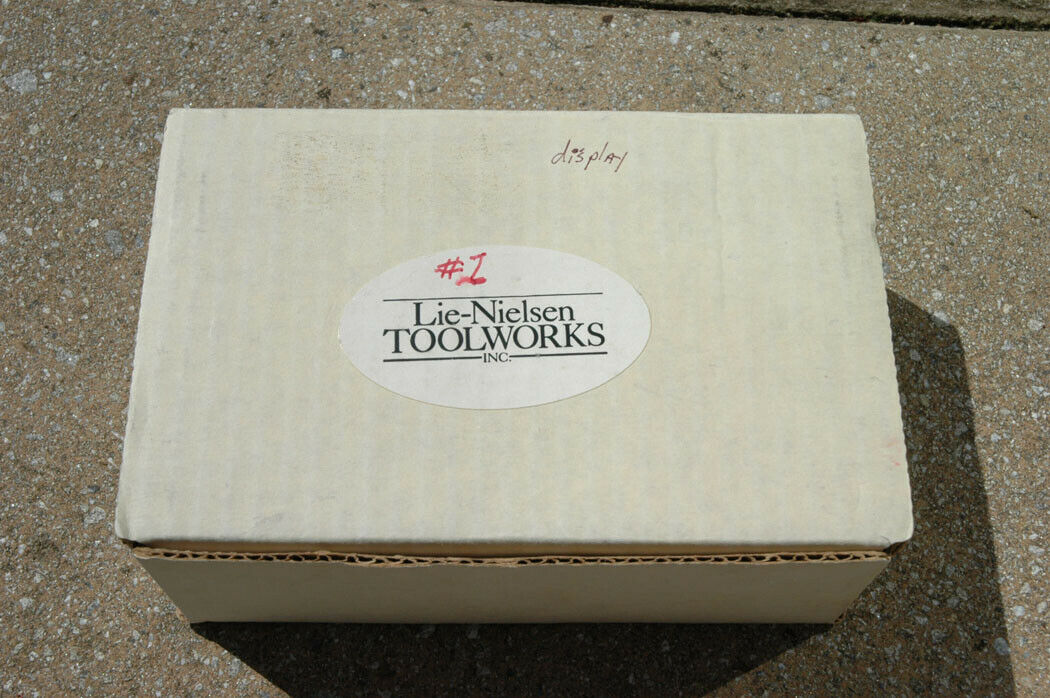 display
#1
Lie-Nielsen
TOOLWORKS
INC.